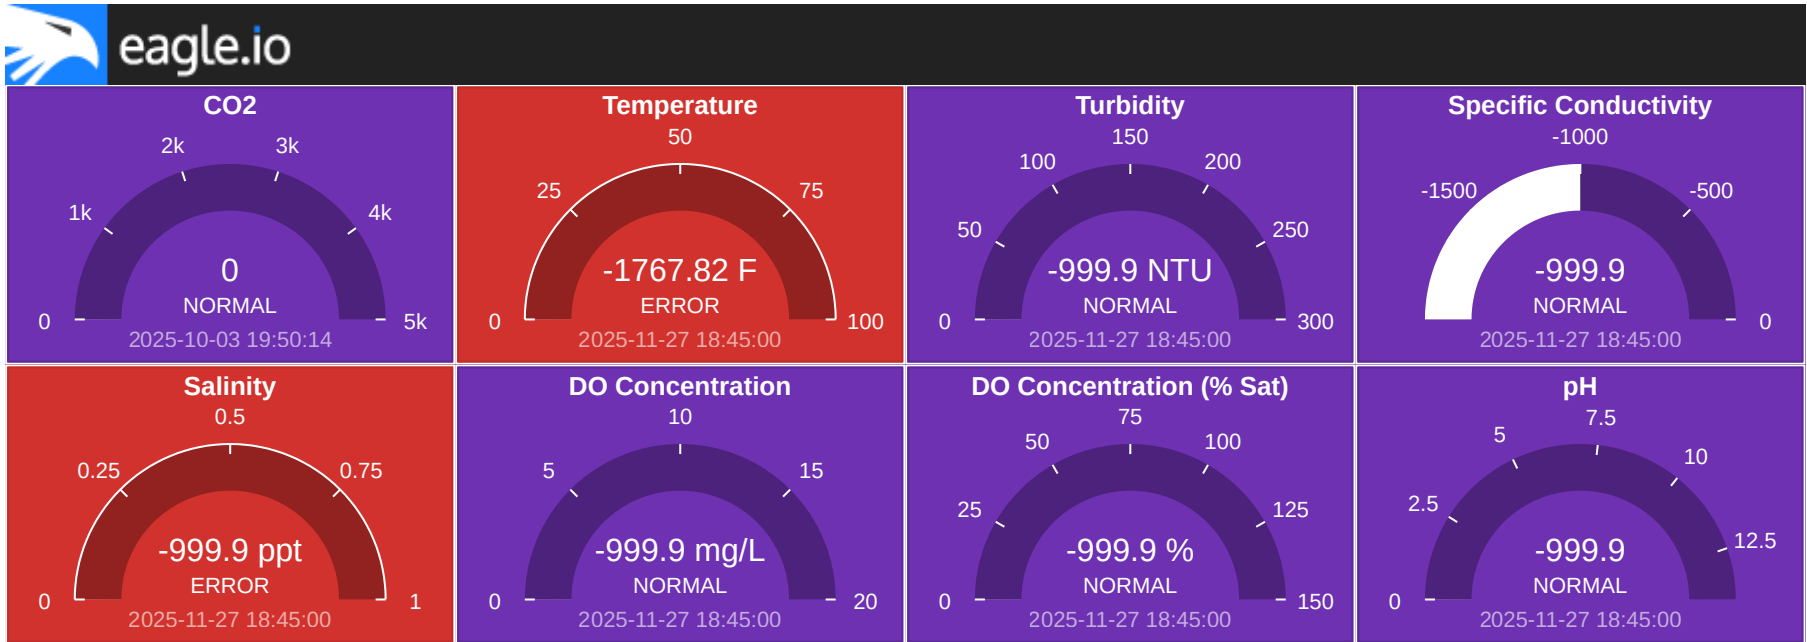 eagle.io
CO2
2k
3k
1k
4k
0
NORMAL
0
5k
2025-10-03 19:50:14
Temperature
50
25
75
-1767.82 F
ERROR
0
100
2025-11-27 18:45:00
Turbidity
150
100
200
50
250
-999.9 NTU
NORMAL
0
300
2025-11-27 18:45:00
Specific Conductivity
-1000
-1500
-500
-999.9
NORMAL
0
2025-11-27 18:45:00
Salinity
0.5
0.25
0.75
-999.9 ppt
ERROR
0
1
2025-11-27 18:45:00
DO Concentration
10
5
15
-999.9 mg/L
NORMAL
0
20
2025-11-27 18:45:00
DO Concentration (% Sat)
75
50
100
25
125
-999.9 %
NORMAL
0
150
2025-11-27 18:45:00
pH
7.5
5
10
2.5
12.5
-999.9
NORMAL
0
2025-11-27 18:45:00